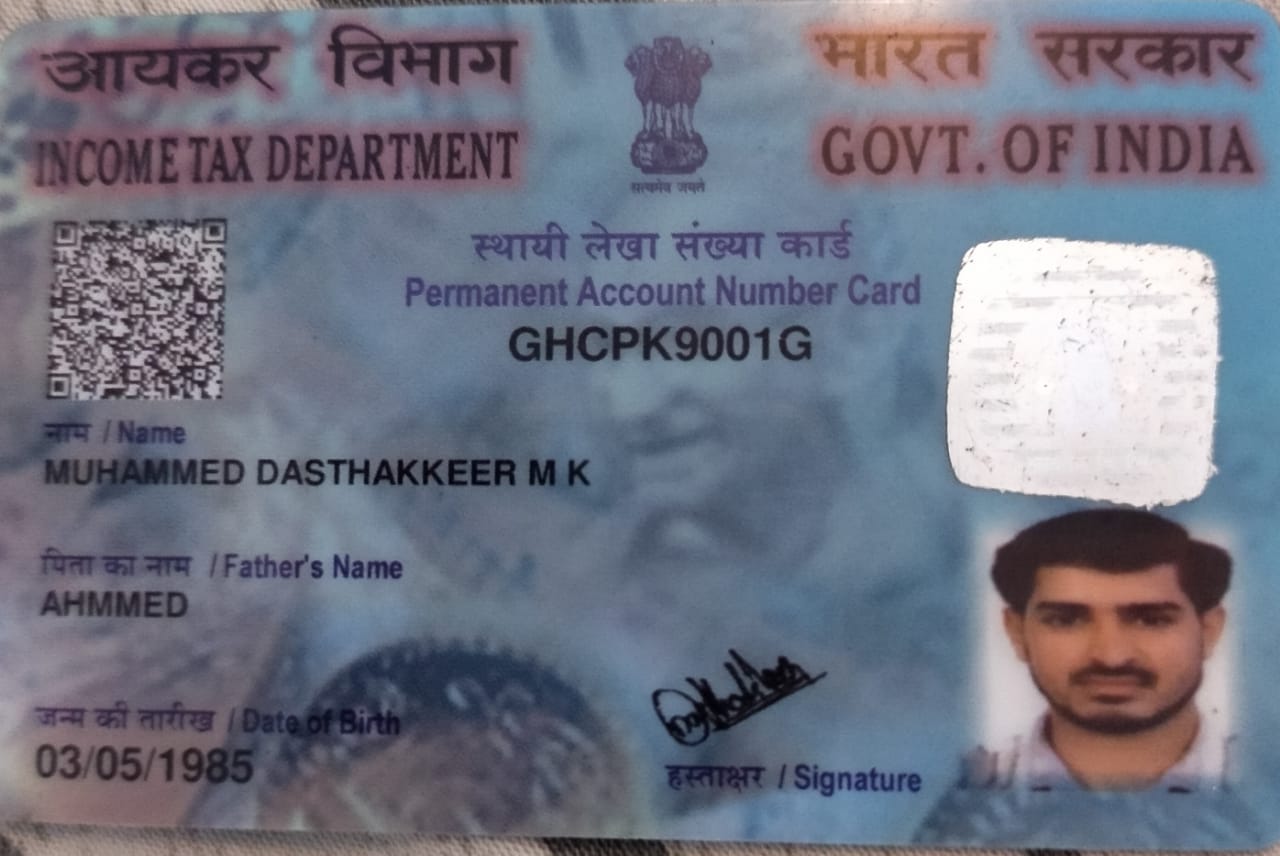 आयकर विभाग
INCOME TAX DEPARTMENT
सत्यमेव जयते
भारत सरकार
GOVT. OF INDIA
स्थायी लेखा संख्या कार्ड
Permanent Account Number Card
GHCPK9001G
नाम / Name
MUHAMMED DASTHAKKEER M K
पिता का नाम / Father's Name
AHMMED
जन्म की तारीख / Date of Birth
03/05/1985
हस्ताक्षर / Signature